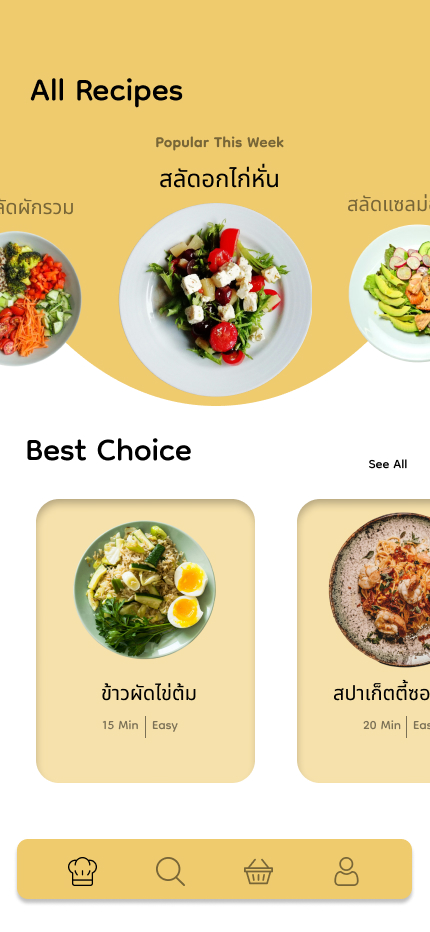 All Recipes
Popular This Week
สลัดอกไก่หั่น
สลัดผักรวม
สลัดแซลม่อ
Best Choice
See All
ข้าวผัดไข่ต้ม
15 Min Easy
สปาเก็ตตี้ซอ
20 Min Eas